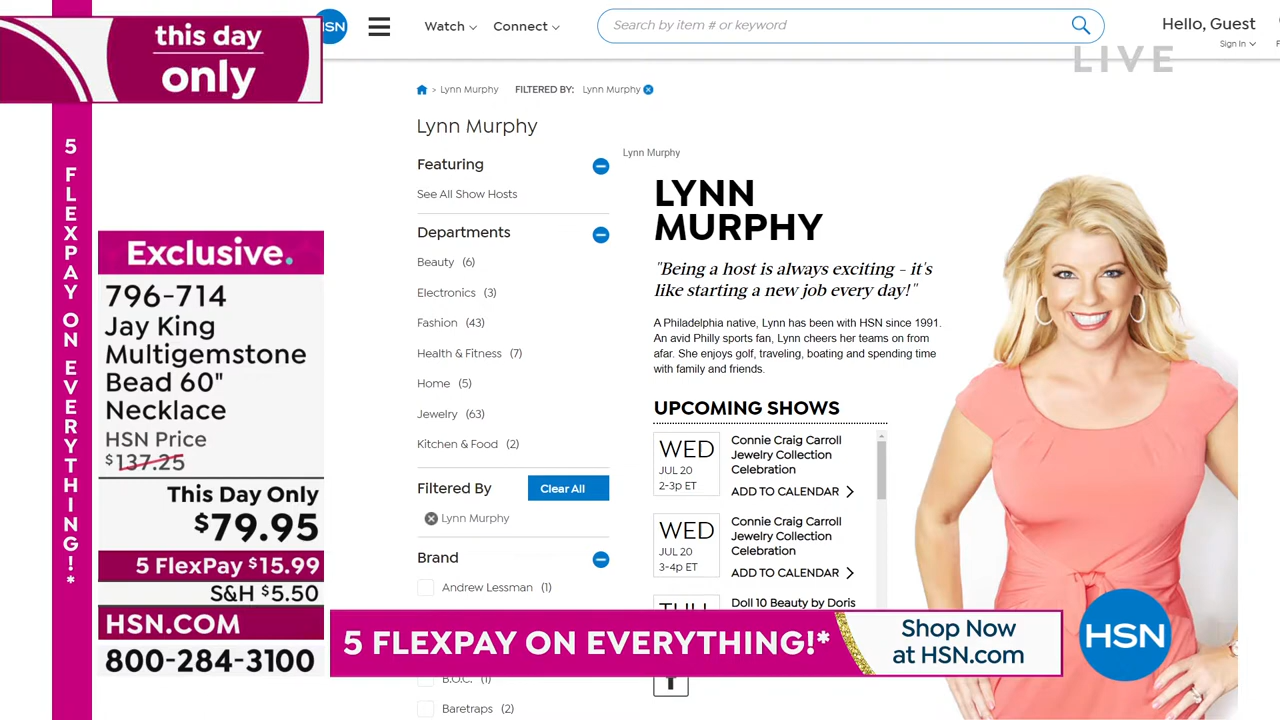 this day
only
5 FLEXPAY ON EVERYTHING!*
Exclusive.
796-714
Jay King
Multigemstone
Bead 60"
Necklace
HSN Price
$137.25
This Day Only
$79.95
5 FlexPay $15.99
S&H $5.50
HSN.COM
800-284-3100
HSN
Watch
Connect
Search by item # or keyword
Hello, Guest
Sign In
LIVE
> Lynn Murphy
FILTERED BY: Lynn Murphy
Lynn Murphy
Featuring
See All Show Hosts
Departments
Beauty (6)
Electronics (3)
Fashion (43)
Health & Fitness (7)
Home (5)
Jewelry (63)
Kitchen & Food (2)
Filtered By
Clear All
Lynn Murphy
Brand
Andrew Lessman (1)
B.O.C. (1)
Baretraps (2)
Lynn Murphy
LYNN
MURPHY
"Being a host is always exciting - it's
like starting a new job every day!"
A Philadelphia native, Lynn has been with HSN since 1991.
An avid Philly sports fan, Lynn cheers her teams on from
afar. She enjoys golf, traveling, boating and spending time
with family and friends.
UPCOMING SHOWS
WED
JUL 20
2-3p ET
Connie Craig Carroll
Jewelry Collection
Celebration
ADD TO CALENDAR
WED
JUL 20
3-4p ET
Connie Craig Carroll
Jewelry Collection
Celebration
ADD TO CALENDAR
THU
Doll 10 Beauty by Doris
5 FLEXPAY ON EVERYTHING!*
Shop Now
at HSN.com
HSN